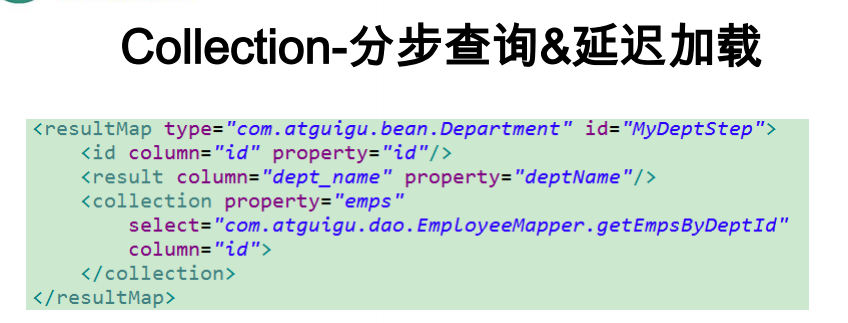 Collection-分步查询&延迟加载
<resultMap type="com.atguigu.bean.Department" id="MyDeptStep">
<id column="id" property="id"/>
<result column="dept_name" property="deptName"/>
<collection property="emps"
select="com.atguigu.dao.EmployeeMapper.getEmpsByDeptId"
column="id">
</collection>
</resultMap>